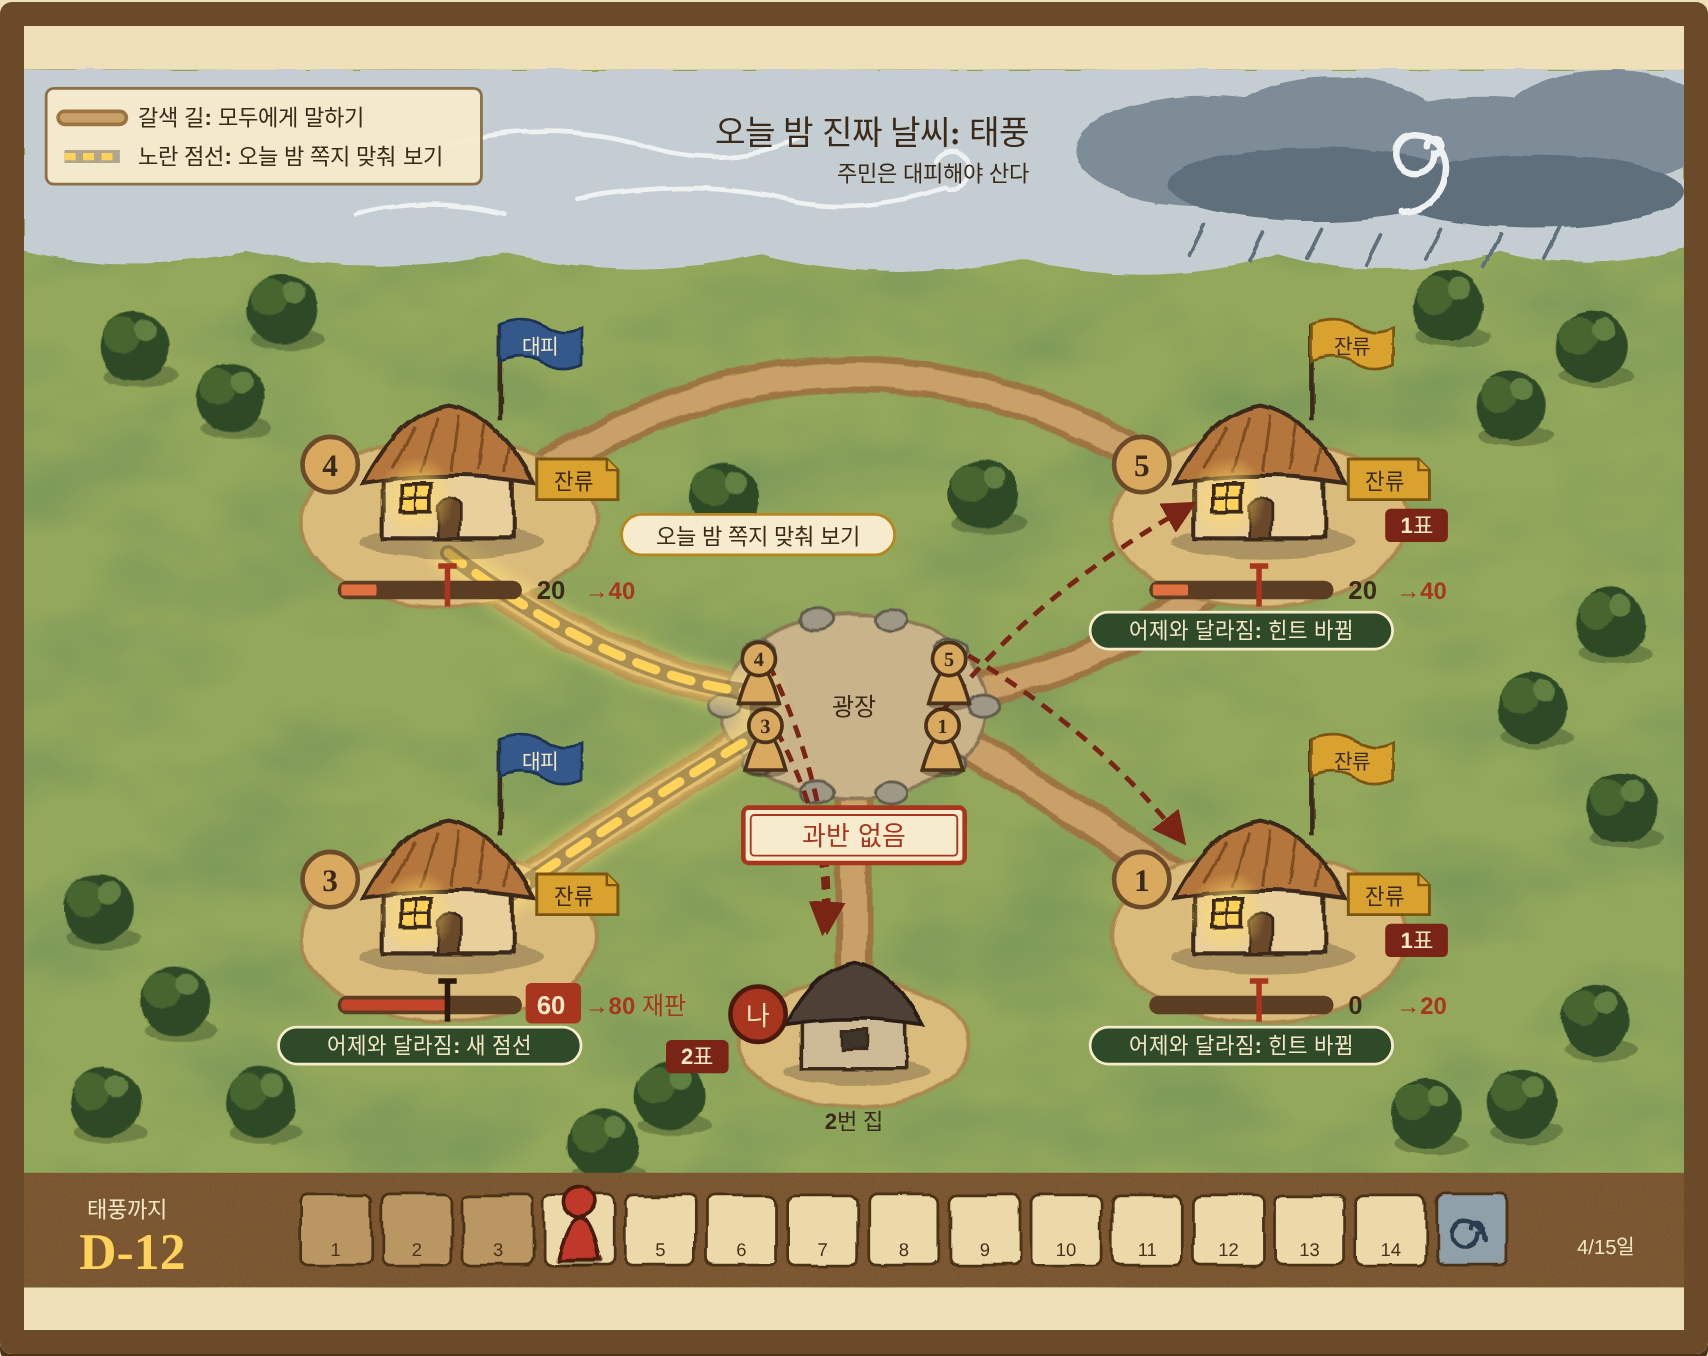 갈색 길: 모두에게 말하기
노란 점선: 오늘 밤 쪽지 맞춰 보기
오늘 밤 진짜 날씨: 태풍
주민은 대피해야 산다
대피
잔류
4
잔류
5
잔류
1표
오늘 밤 쪽지 맞춰 보기
20 →40
20 →40
어제와 달라짐: 힌트 바뀜
4
5
광장
3
1
대피
잔류
과반 없음
3
잔류
1
잔류
1표
60 →80 재판
나
0 →20
어제와 달라짐: 새 점선
2표
어제와 달라짐: 힌트 바뀜
2번 집
태풍까지
D-12
1 2 3 5 6 7 8 9 10 11 12 13 14
4/15일